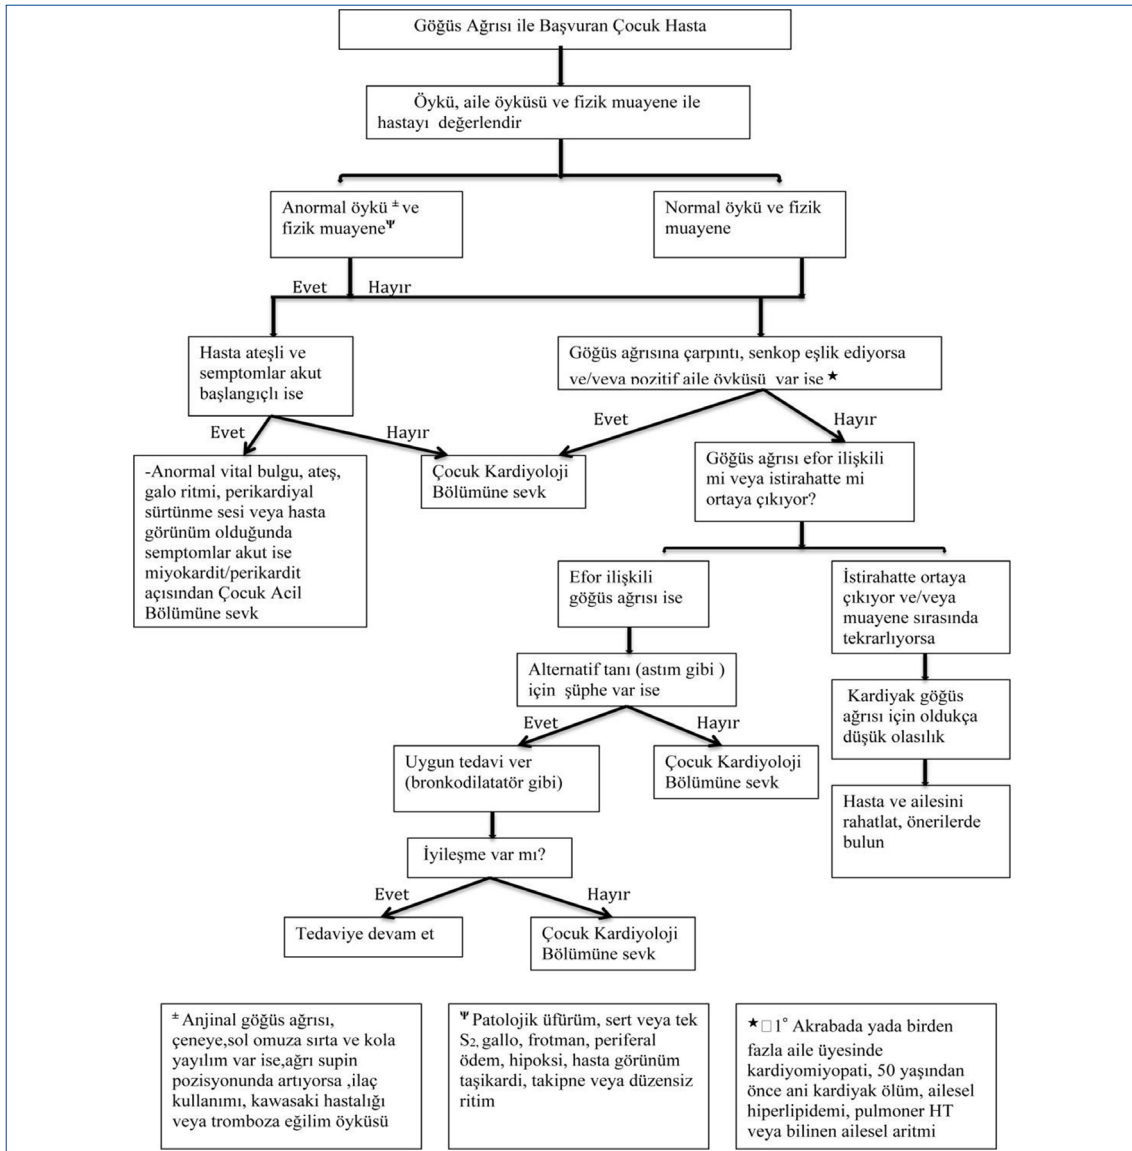 Göğüs Ağrısı ile Başvuran Çocuk Hasta
Öykü, aile öyküsü ve fizik muayene ile
hastayı değerlendir
Anormal öykü ± ve
fizik muayeneΨ
Normal öykü ve fizik
muayene
Evet
Hayır
Hasta ateşli ve
semptomlar akut
başlangıçlı ise
Göğüs ağrısına çarpıntı, senkop eşlik ediyorsa
ve/veya pozitif aile öyküsü var ise ★
Evet
Hayır
Evet
Hayır
-Anormal vital bulgu, ateş,
galo ritmi, perikardiyal
sürtünme sesi veya hasta
görünüm olduğunda
semptomlar akut ise
miyokardit/perikardit
açısından Çocuk Acil
Bölümüne sevk
Çocuk Kardiyoloji
Bölümüne sevk
Göğüs ağrısı efor ilişkili
mi veya istirahatte mi
ortaya çıkıyor?
Efor ilişkili
göğüs ağrısı ise
İstirahatte ortaya
çıkıyor ve/veya
muayene sırasında
tekrarlıyorsa
Alternatif tanı (astım gibi )
için şüphe var ise
Kardiyak göğüs
ağrısı için oldukça
düşük olasılık
Evet
Hayır
Uygun tedavi ver
(bronkodilatatör gibi)
Çocuk Kardiyoloji
Bölümüne sevk
Hasta ve ailesini
rahatlat, önerilerde
bulun
İyileşme var mı?
Evet
Hayır
Tedaviye devam et
Çocuk Kardiyoloji
Bölümüne sevk
± Anjinal göğüs ağrısı,
çeneye,sol omuza sırta ve kola
yayılım var ise,ağrı supin
pozisyonunda artıyorsa ,ilaç
kullanımı, kawasaki hastalığı
veya tromboza eğilim öyküsü
Ψ Patolojik üfürüm, sert veya tek
S2, gallo, frotman, periferal
ödem, hipoksi, hasta görünüm
taşikardi, takipne veya düzensiz
ritim
★□1° Akrabada yada birden
fazla aile üyesinde
kardiyomiyopati, 50 yaşından
önce ani kardiyak ölüm, ailesel
hiperlipidemi, pulmoner HT
veya bilinen ailesel aritmi